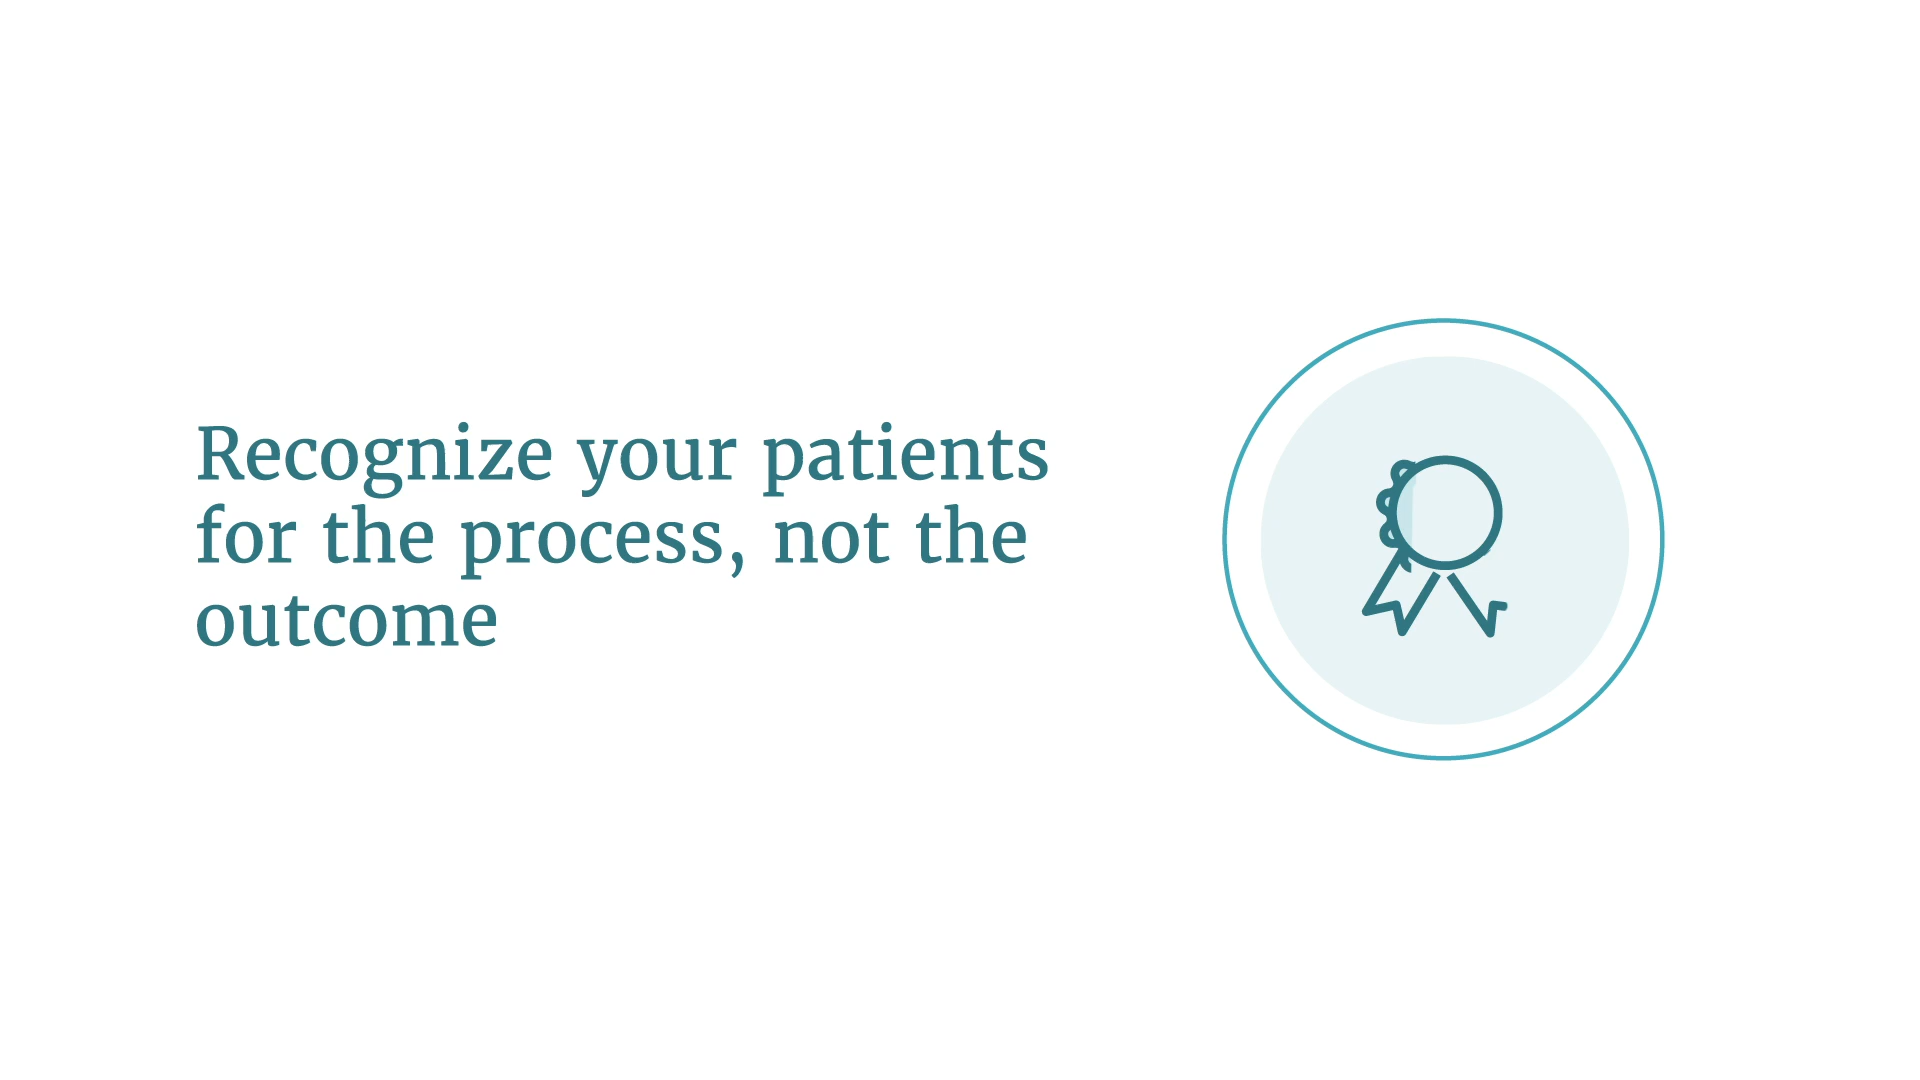 Recognize your patients
for the process, not the
outcome